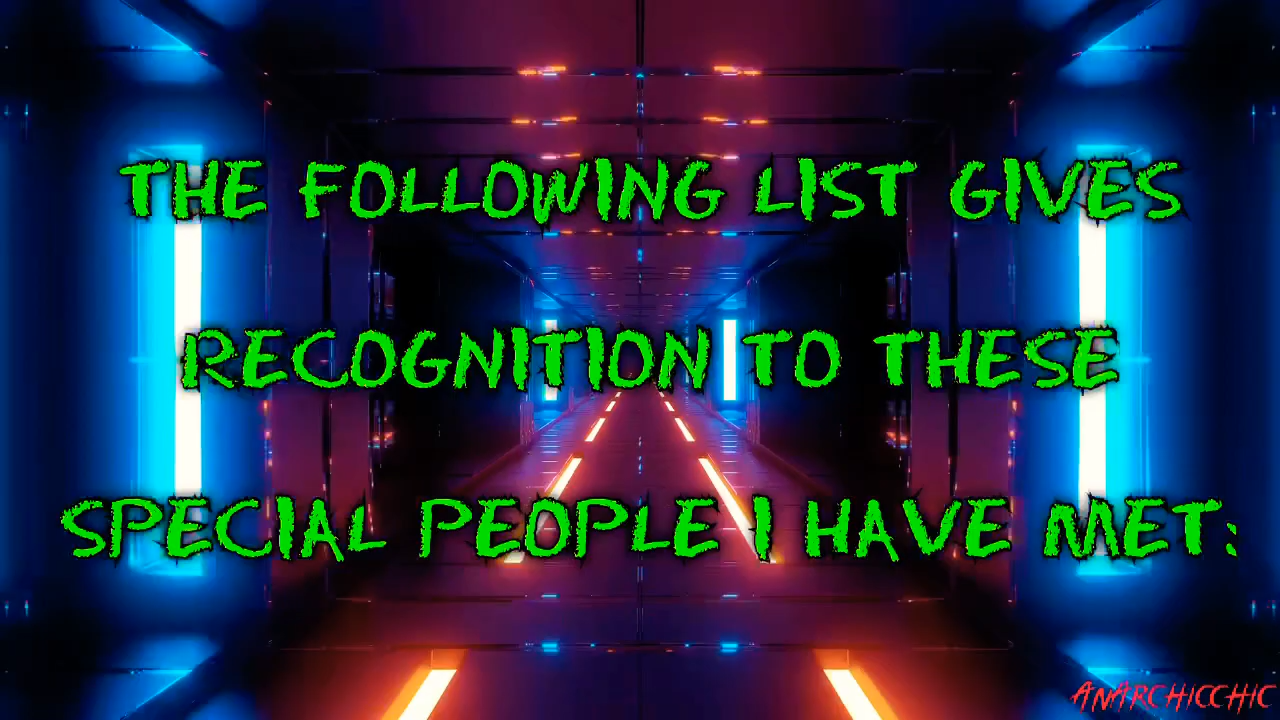 THE FOLLOWING LIST GIVES
RECOGNITION TO THESE
SPECIAL PEOPLE I HAVE MET:
ANARCHICCHIC